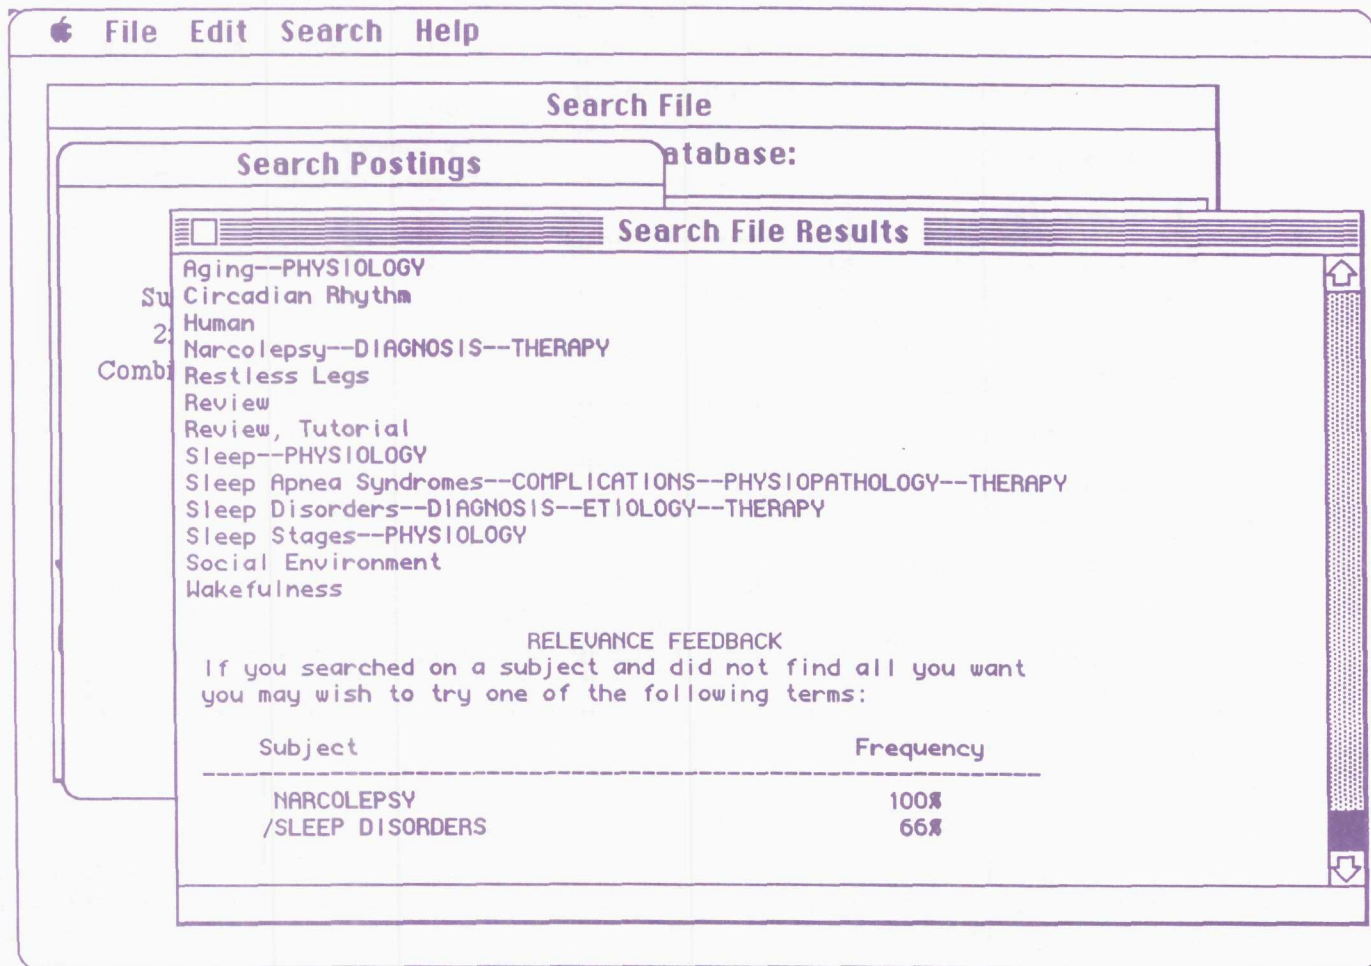 File Edit Search Help
Search File
atabase:
Search Postings
Search File Results
Aging--PHYSIOLOGY
Su
Circadian Rhythm
2
Human
Narcolepsy--DIAGNOSIS--THERAPY
Combi
Restless Legs
Review
Review, Tutorial
Sleep--PHYSIOLOGY
Sleep Apnea Syndromes--COMPLICATIONS--PHYSIOPATHOLOGY--THERAPY
Sleep Disorders--DIAGNOSIS--ETIOLOGY--THERAPY
Sleep Stages--PHYSIOLOGY
Social Environment
Wakefulness
RELEVANCE FEEDBACK
If you searched on a subject and did not find all you want
you may wish to try one of the following terms:
Subject Frequency
NARCOLEPSY 100%
/SLEEP DISORDERS 66%